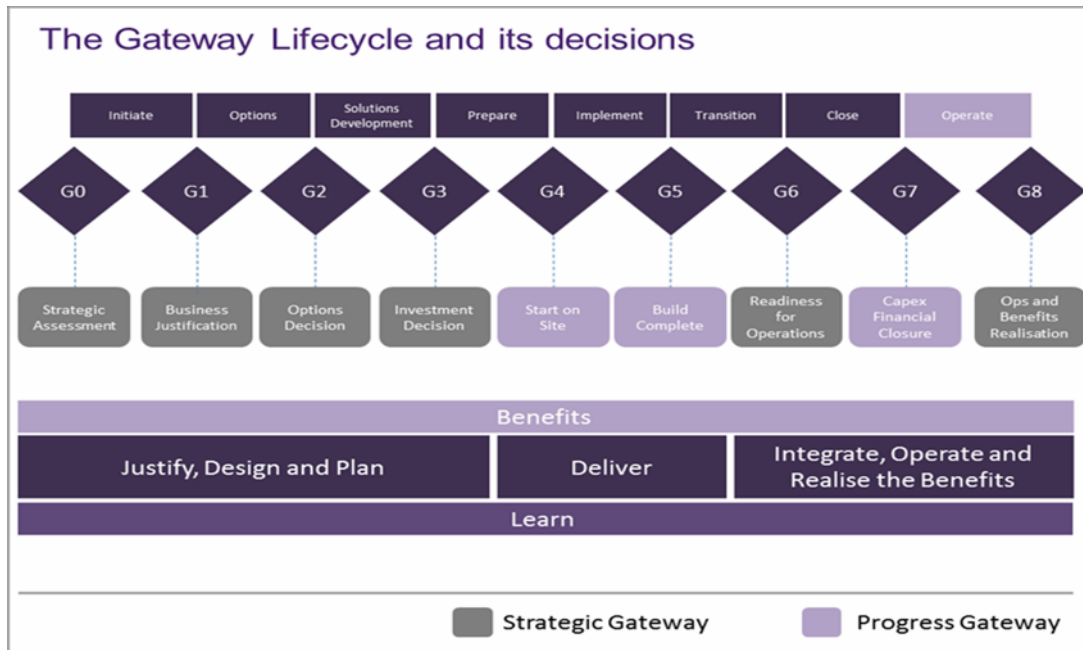 The Gateway Lifecycle and its decisions
Initiate
Options
Solutions
Development
Prepare
Implement
Transition
Close
Operate
G0
G1
G2
G3
G4
G5
G6
G7
G8
Strategic
Assessment
Business
Justification
Options
Decision
Investment
Decision
Start on
Site
Build
Complete
Readiness
for
Operations
Capex
Financial
Closure
Ops and
Benefits
Realisation
Benefits
Justify, Design and Plan
Deliver
Integrate, Operate and
Realise the Benefits
Learn
Strategic Gateway
Progress Gateway